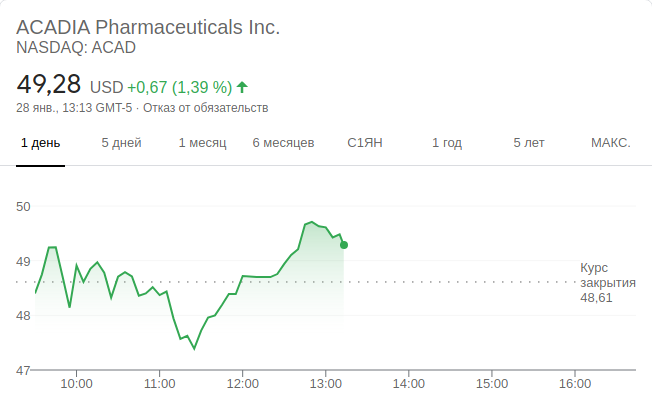 ACADIA Pharmaceuticals Inc.
NASDAQ: ACAD
49,28 USD +0,67 (1,39 %)
28 янв., 13:13 GMT-5 · Отказ от обязательств
1 день 5 дней 1 месяц 6 месяцев С1ЯН 1 год 5 лет МАКС.
50
49
48
47
Курс
закрытия
48,61
10:00 11:00 12:00 13:00 14:00 15:00 16:00